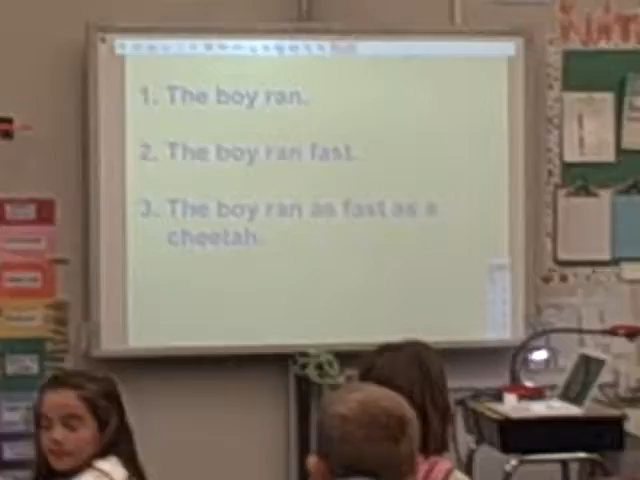 1. The boy ran.
2. The boy ran fast.
3. The boy ran as fast as a
cheetah.